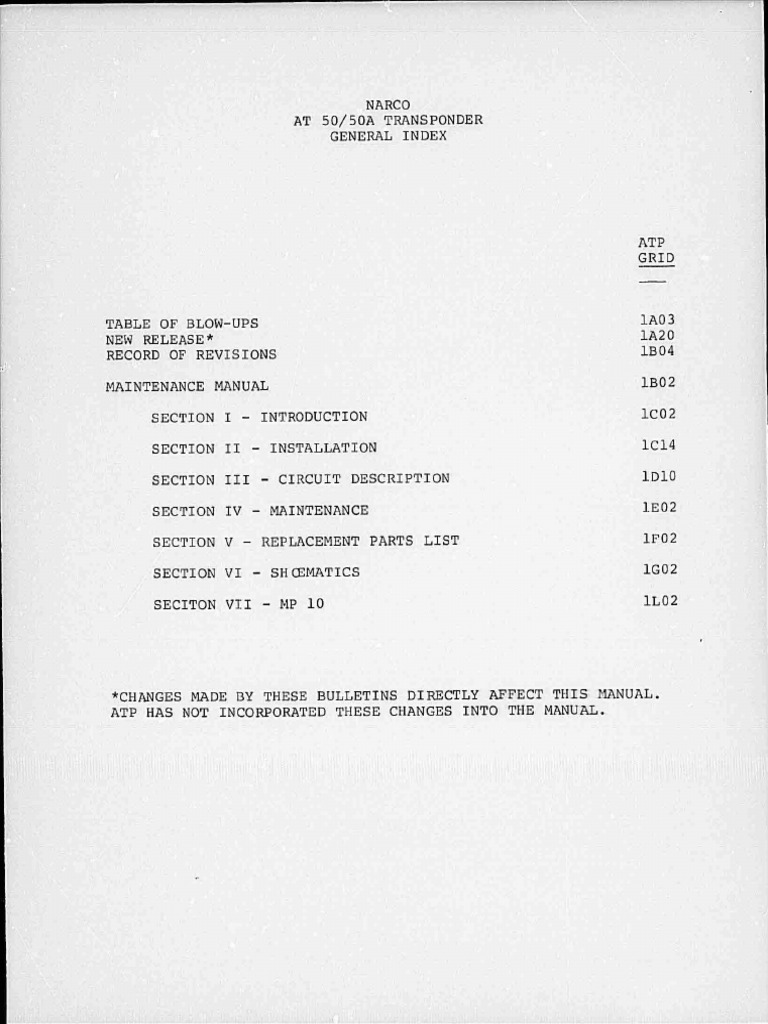 NARCO
AT 50/50A TRANSPONDER
GENERAL INDEX
ATP
GRID
TABLE OF BLOW-UPS 1A03
NEW RELEASE* 1A20
RECORD OF REVISIONS 1B04
MAINTENANCE MANUAL 1B02
SECTION I - INTRODUCTION 1C02
SECTION II - INSTALLATION 1C14
SECTION III - CIRCUIT DESCRIPTION 1D10
SECTION IV - MAINTENANCE 1E02
SECTION V - REPLACEMENT PARTS LIST 1F02
SECTION VI - SHCEMATICS 1G02
SECITON VII - MP 10 1L02
*CHANGES MADE BY THESE BULLETINS DIRECTLY AFFECT THIS MANUAL.
ATP HAS NOT INCORPORATED THESE CHANGES INTO THE MANUAL.